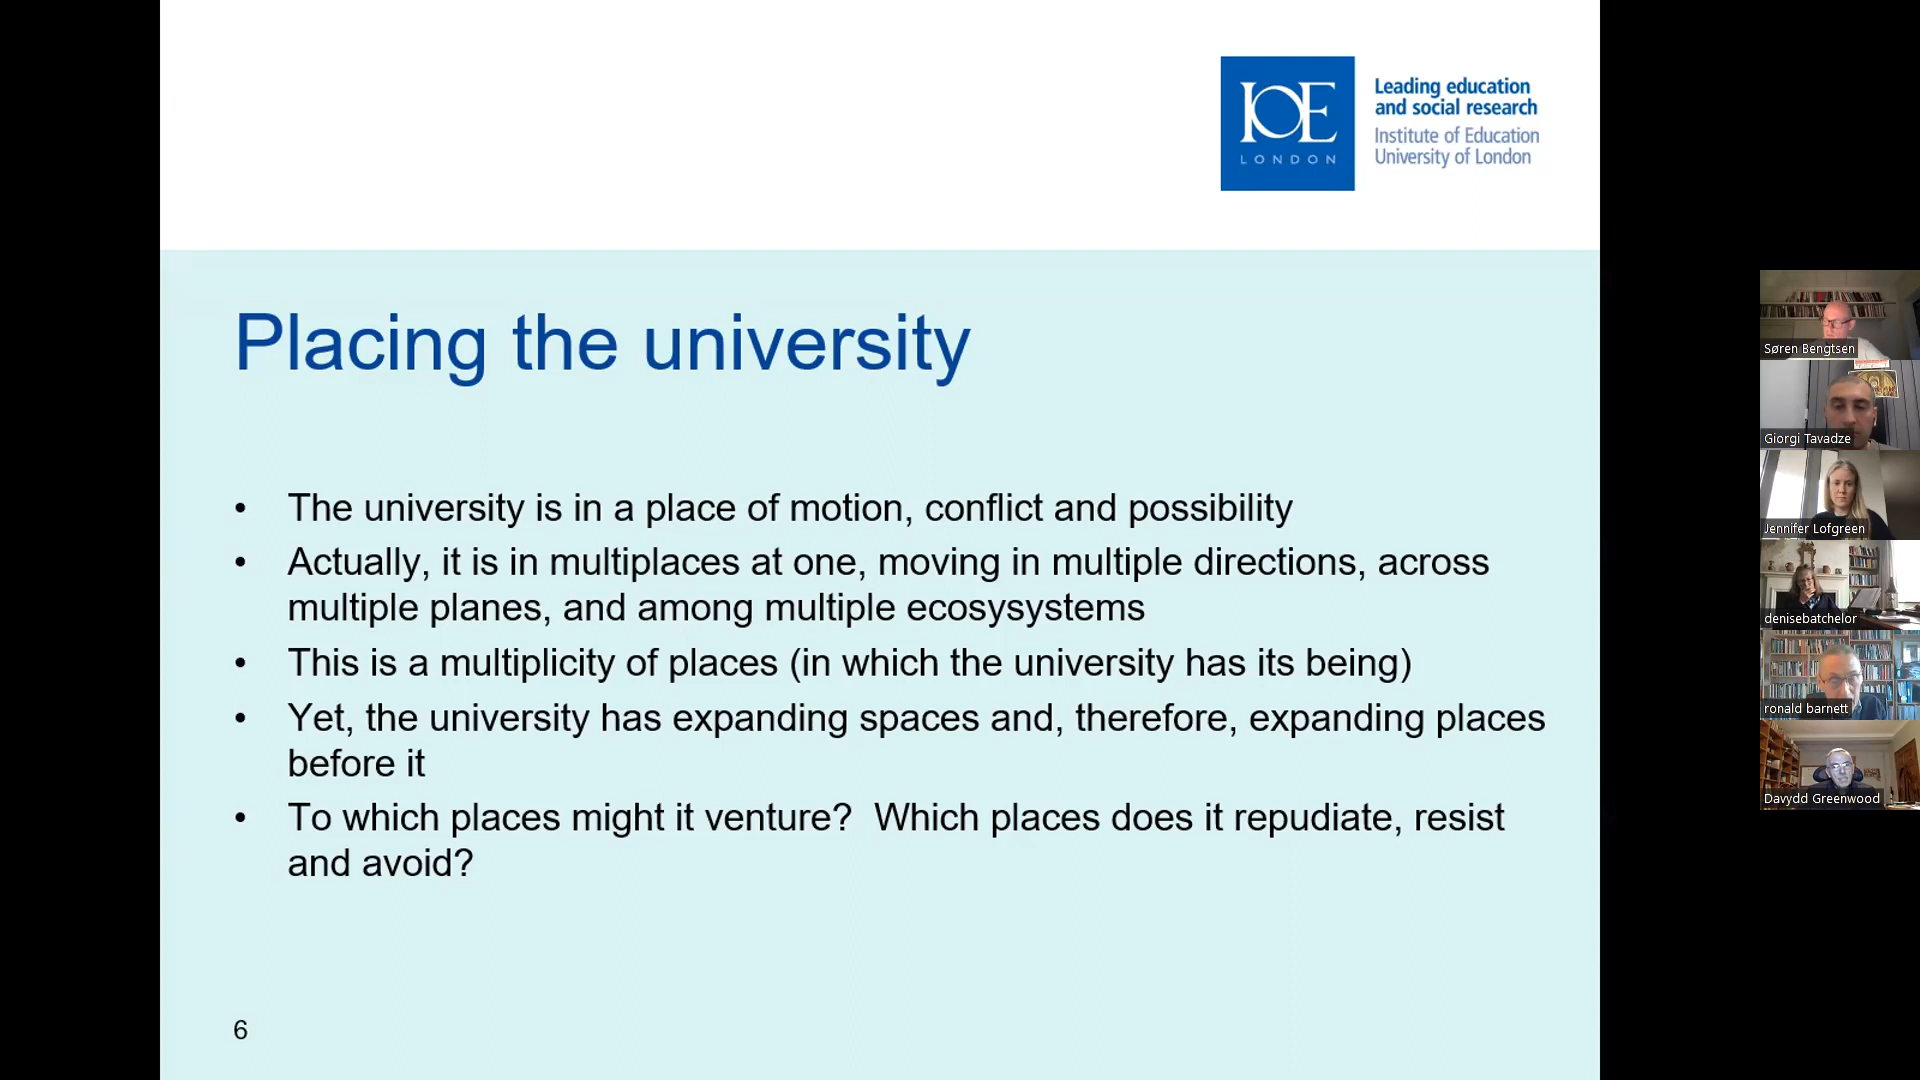 IOE
LONDON
Leading education
and social research
Institute of Education
University of London
Placing the university
• The university is in a place of motion, conflict and possibility
• Actually, it is in multiplaces at one, moving in multiple directions, across
multiple planes, and among multiple ecosysystems
• This is a multiplicity of places (in which the university has its being)
• Yet, the university has expanding spaces and, therefore, expanding places
before it
• To which places might it venture?  Which places does it repudiate, resist
and avoid?
6
Søren Bengtsen
Giorgi Tavadze
Jennifer Lofgreen
denisebatchelor
ronald barnett
Davydd Greenwood